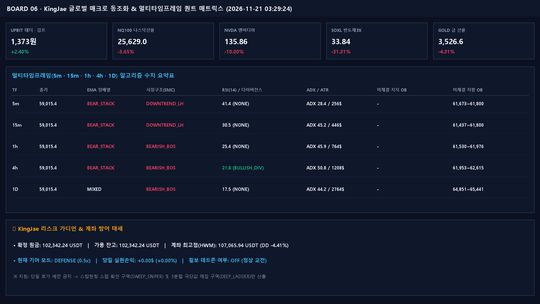 BOARD 06 · KingJae 글로벌 매크로 동조화 & 멀티타임프레임 퀀트 매트릭스 (2026-11-21 03:29:24)
UPBIT 테더 · 김프
1,373원
+2.40%
NQ100 나스닥선물
25,629.0
-3.65%
NVDA 엔비디아
135.86
-10.00%
SOXL 반도체3X
33.84
-31.21%
GOLD 금 선물
3,526.6
-4.31%
멀티타임프레임(5m · 15m · 1h · 4h · 1D) 알고리즘 수치 요약표
TF 종가 EMA 정배열 시장구조(SMC) RSI(14) / 다이버전스 ADX / ATR 미체결 지지 OB 미체결 저항 OB
5m 59,015.4 BEAR_STACK DOWNTREND_LH 41.4 (NONE) ADX 28.4 / 256$ - 61,673~61,800
15m 59,015.4 BEAR_STACK DOWNTREND_LH 30.5 (NONE) ADX 45.2 / 446$ - 61,437~61,800
1h 59,015.4 BEAR_STACK BEARISH_BOS 25.4 (NONE) ADX 45.9 / 764$ - 61,530~61,976
4h 59,015.4 BEAR_STACK BEARISH_BOS 21.8 (BULLISH_DIV) ADX 50.8 / 1208$ - 61,953~62,615
1D 59,015.4 MIXED BEARISH_BOS 17.5 (NONE) ADX 44.2 / 2764$ - 64,851~65,441
KingJae 리스크 가디언 & 계좌 방어 태세
• 확정 원금: 102,342.24 USDT | 가용 잔고: 102,342.24 USDT | 계좌 최고점(HWM): 107,065.94 USDT (DD -4.41%)
• 현재 기어 모드: DEFENSE (0.5x) | 당일 실현손익: +0.00$ (+0.00%) | 휩보 데드존 여부: OFF (정상 교전)